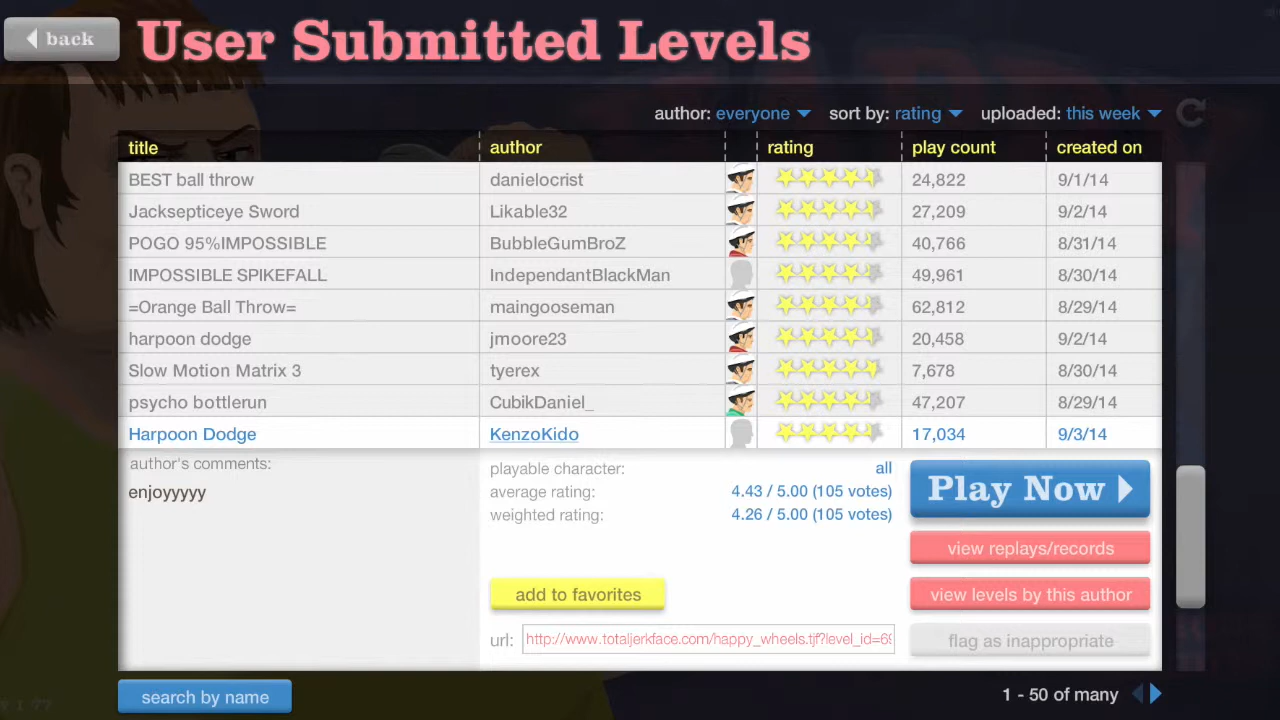 back
User Submitted Levels
author: everyone sort by: rating uploaded: this week
title author rating play count created on
BEST ball throw danielocrist 24,822 9/1/14
Jacksepticeye Sword Likable32 27,209 9/2/14
POGO 95%IMPOSSIBLE BubbleGumBroZ 40,766 8/31/14
IMPOSSIBLE SPIKEFALL IndependantBlackMan 49,961 8/30/14
=Orange Ball Throw= maingooseman 62,812 8/29/14
harpoon dodge jmoore23 20,458 9/2/14
Slow Motion Matrix 3 tyerex 7,678 8/30/14
psycho bottlerun CubikDaniel_ 47,207 8/29/14
Harpoon Dodge KenzoKido 17,034 9/3/14
author's comments:
enjoyyyyy
playable character: all
average rating: 4.43 / 5.00 (105 votes)
weighted rating: 4.26 / 5.00 (105 votes)
add to favorites
url: http://www.totaljerkface.com/happy_wheels.tjf?level_id=69
Play Now
view replays/records
view levels by this author
flag as inappropriate
search by name
1 - 50 of many